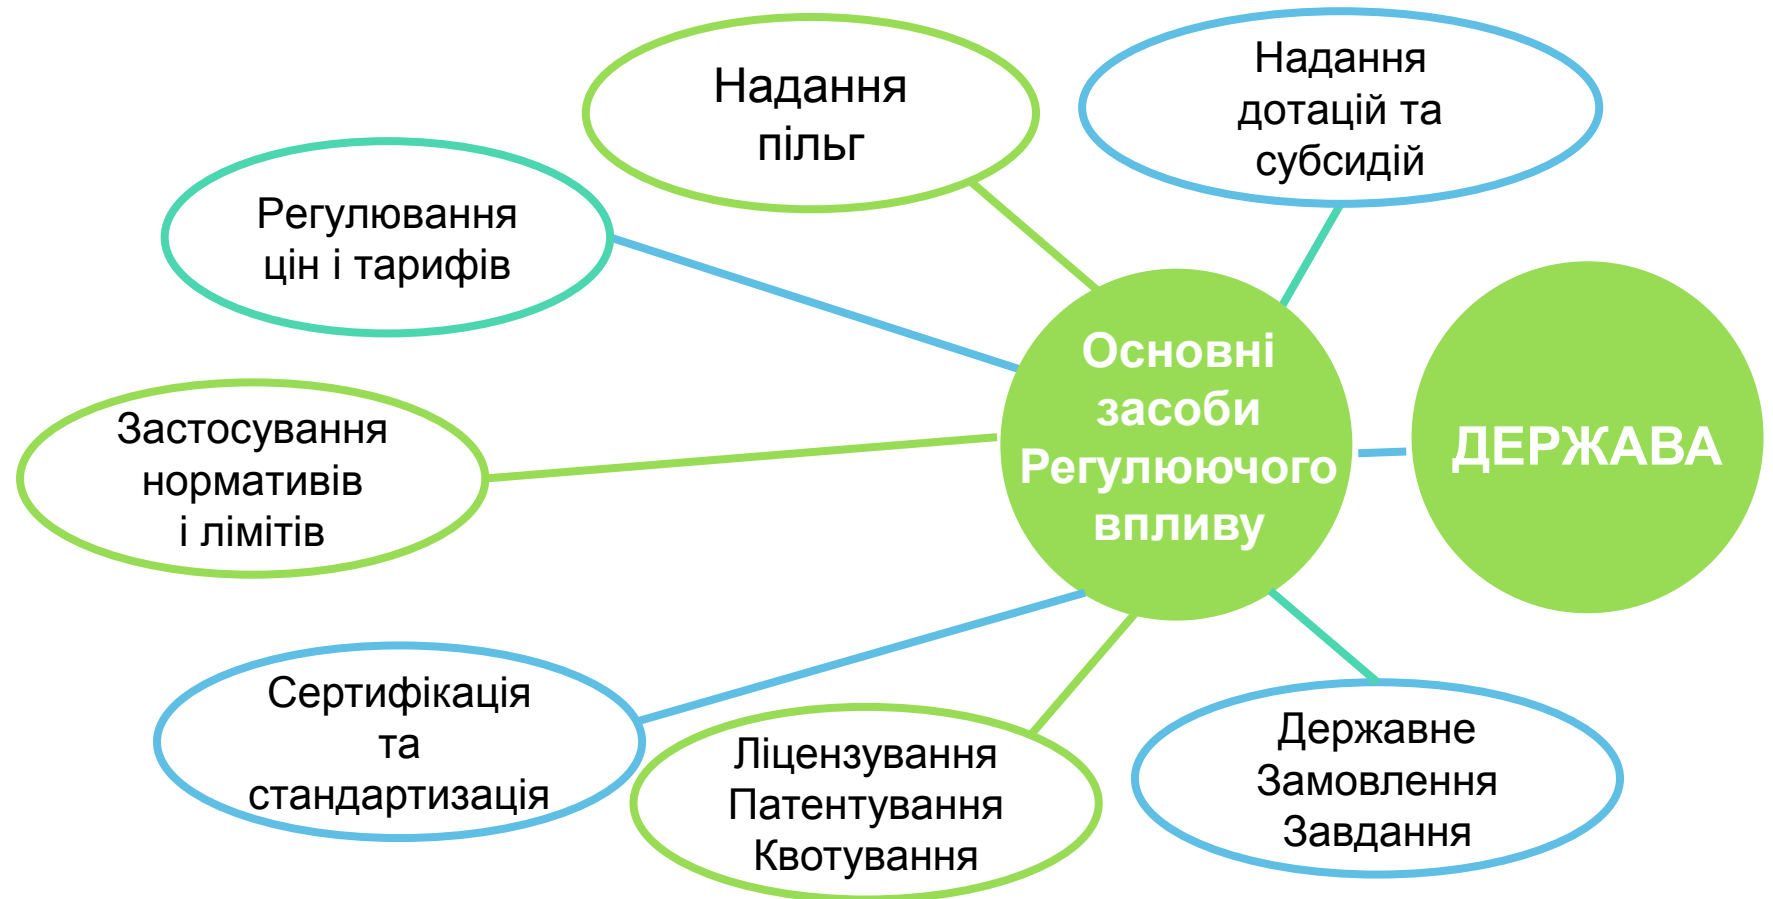 Надання
пільг
Надання
дотацій та
субсидій
Регулювання
цін і тарифів
Основні
засоби
Регулюючого
впливу
ДЕРЖАВА
Застосування
нормативів
і лімітів
Сертифікація
та
стандартизація
Ліцензування
Патентування
Квотування
Державне
Замовлення
Завдання